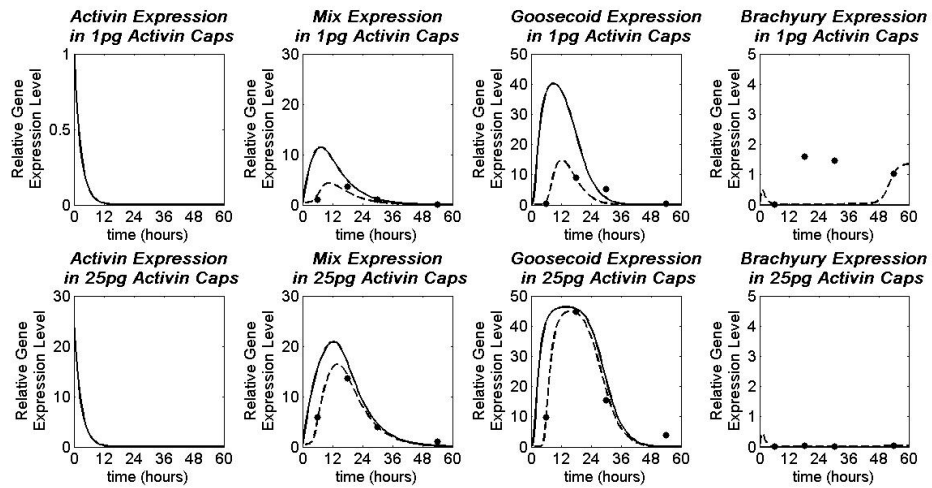 Activin Expression
in 1pg Activin Caps
Relative Gene
Expression Level
1
0.5
0
0 12 24 36 48 60
time (hours)
Mix Expression
in 1pg Activin Caps
Relative Gene
Expression Level
30
20
10
0
0 12 24 36 48 60
time (hours)
Goosecoid Expression
in 1pg Activin Caps
Relative Gene
Expression Level
50
40
30
20
10
0
0 12 24 36 48 60
time (hours)
Brachyury Expression
in 1pg Activin Caps
Relative Gene
Expression Level
5
4
3
2
1
0
0 12 24 36 48 60
time (hours)
Activin Expression
in 25pg Activin Caps
Relative Gene
Expression Level
30
20
10
0
0 12 24 36 48 60
time (hours)
Mix Expression
in 25pg Activin Caps
Relative Gene
Expression Level
30
20
10
0
0 12 24 36 48 60
time (hours)
Goosecoid Expression
in 25pg Activin Caps
Relative Gene
Expression Level
50
40
30
20
10
0
0 12 24 36 48 60
time (hours)
Brachyury Expression
in 25pg Activin Caps
Relative Gene
Expression Level
5
4
3
2
1
0
0 12 24 36 48 60
time (hours)